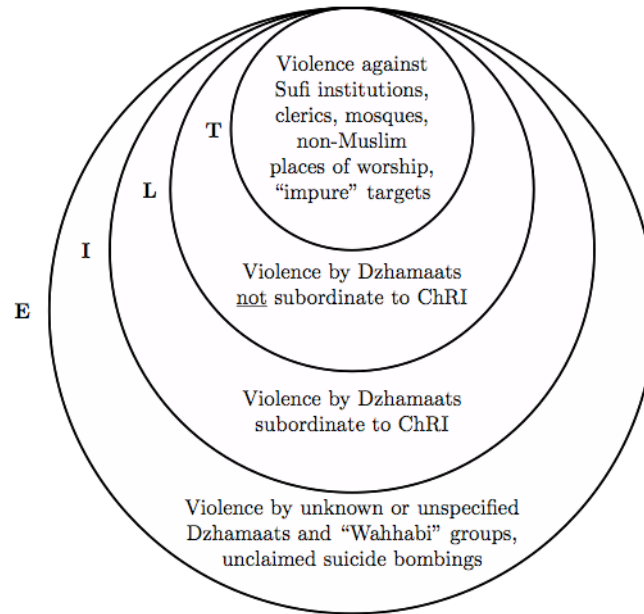 Violence against
Sufi institutions,
clerics, mosques,
T
non-Muslim
places of worship,
“impure” targets
L
I
Violence by Dzhamaats
not subordinate to ChRI
E
Violence by Dzhamaats
subordinate to ChRI
Violence by unknown or unspecified
Dzhamaats and “Wahhabi” groups,
unclaimed suicide bombings